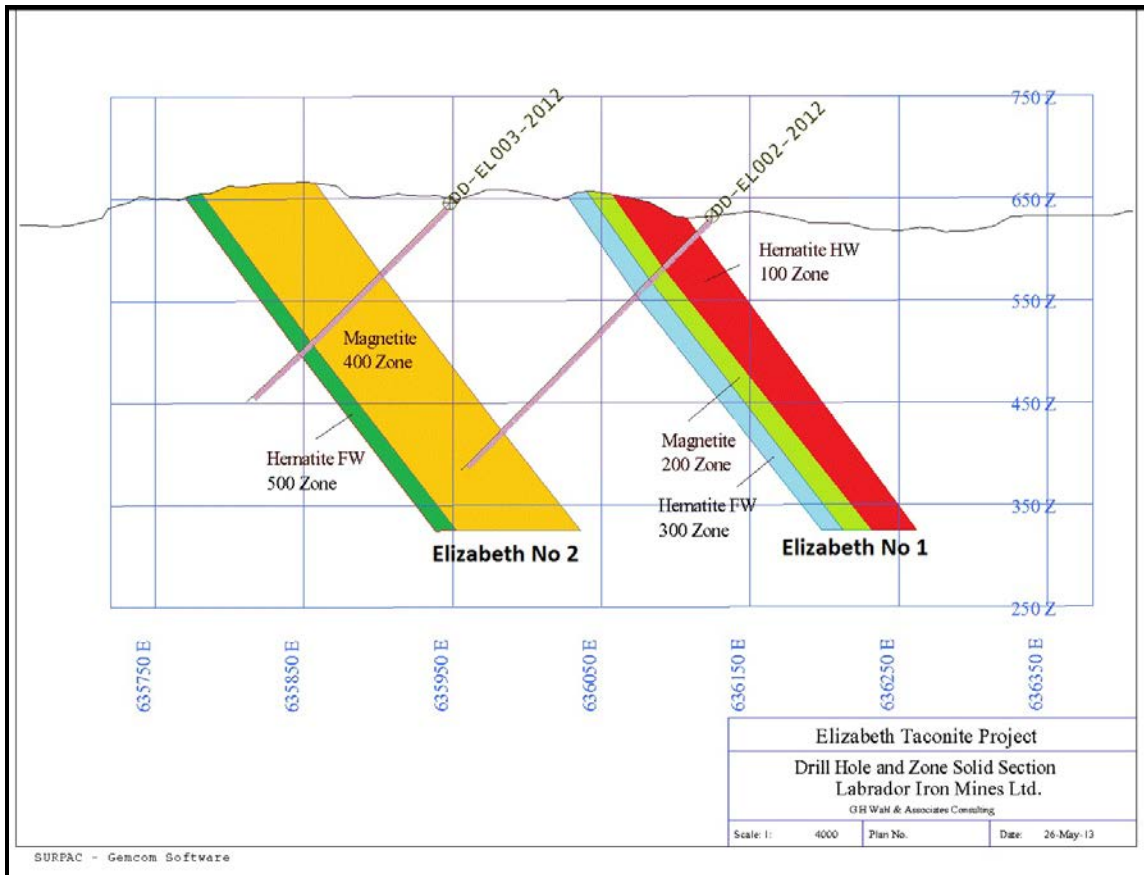 750 Z
DD-EL003-2012
DD-EL002-2012
650 Z
Hematite HW
100 Zone
550 Z
Magnetite
400 Zone
450 Z
Hematite FW
500 Zone
Magnetite
200 Zone
Hematite FW
300 Zone
350 Z
Elizabeth No 2
Elizabeth No 1
250 Z
635750 E
635850 E
635950 E
636050 E
636150 E
636250 E
636350 E
Elizabeth Taconite Project
Drill Hole and Zone Solid Section
Labrador Iron Mines Ltd.
GH Wahl & Associates Consulting
Scale: 1: 4000 Plan No. Date: 26-May-13
SURPAC - Gemcom Software